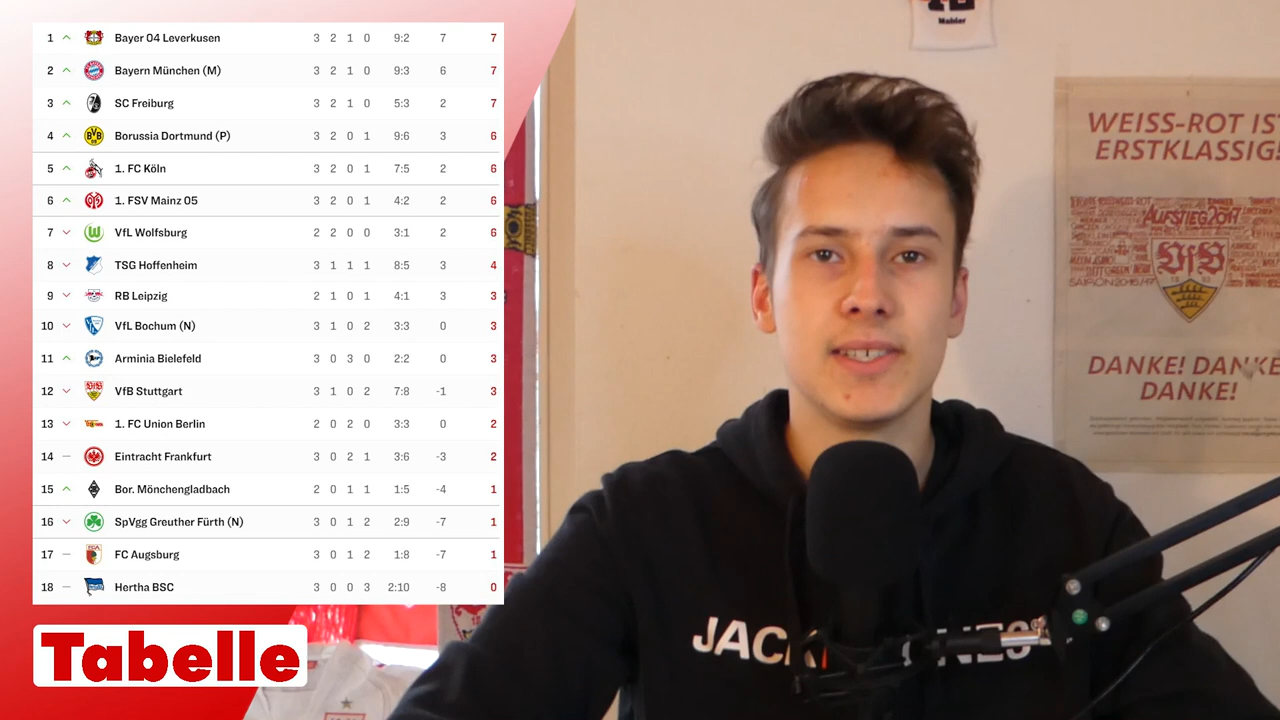 1 Bayer 04 Leverkusen 3 2 1 0 9:2 7 7
2 Bayern München (M) 3 2 1 0 9:3 6 7
3 SC Freiburg 3 2 1 0 5:3 2 7
4 Borussia Dortmund (P) 3 2 0 1 9:6 3 6
5 1. FC Köln 3 2 0 1 7:5 2 6
6 1. FSV Mainz 05 3 2 0 1 4:2 2 6
7 VfL Wolfsburg 2 2 0 0 3:1 2 6
8 TSG Hoffenheim 3 1 1 1 8:5 3 4
9 RB Leipzig 2 1 0 1 4:1 3 3
10 VfL Bochum (N) 3 1 0 2 3:3 0 3
11 Arminia Bielefeld 3 0 3 0 2:2 0 3
12 VfB Stuttgart 3 1 0 2 7:8 -1 3
13 1. FC Union Berlin 2 0 2 0 3:3 0 2
14 Eintracht Frankfurt 3 0 2 1 3:6 -3 2
15 Bor. Mönchengladbach 2 0 1 1 1:5 -4 1
16 SpVgg Greuther Fürth (N) 3 0 1 2 2:9 -7 1
17 FC Augsburg 3 0 1 2 1:8 -7 1
18 Hertha BSC 3 0 0 3 2:10 -8 0
Tabelle
Mahler
WEISS-ROT IST
ERSTKLASSIG!
AUFSTIEG 2017
VfB
SAISON 2016/17
DANKE! DANKE
DANKE!
JACK
NES